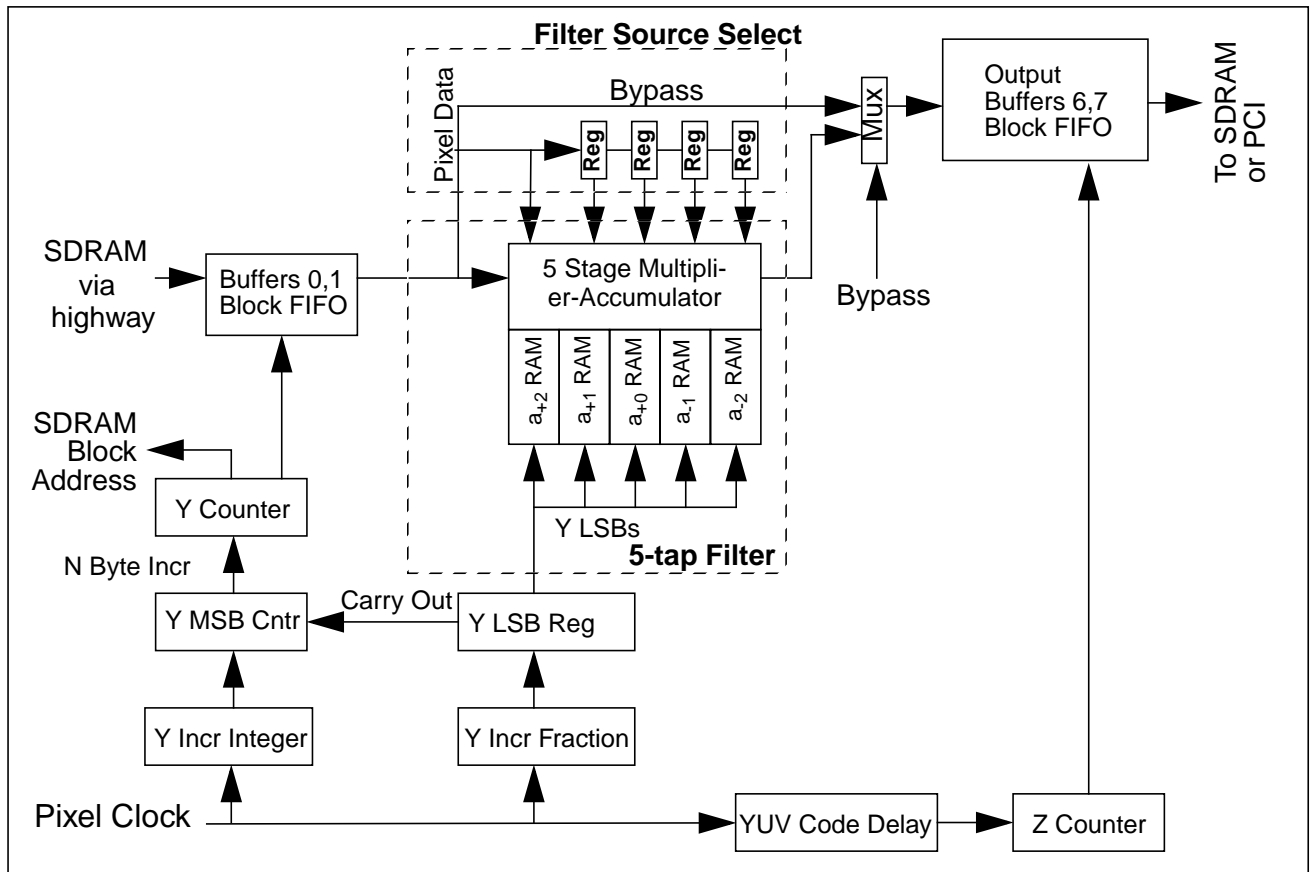 Filter Source Select
Pixel Data
Bypass
Reg
Reg
Reg
Reg
Mux
Output
Buffers 6,7
Block FIFO
To SDRAM
or PCI
SDRAM
via
highway
Buffers 0,1
Block FIFO
5 Stage Multipli-
er-Accumulator
Bypass
a+2 RAM
a+1 RAM
a+0 RAM
a-1 RAM
a-2 RAM
SDRAM
Block
Address
Y Counter
Y LSBs
5-tap Filter
N Byte Incr
Y MSB Cntr
Carry Out
Y LSB Reg
Y Incr Integer
Y Incr Fraction
Pixel Clock
YUV Code Delay
Z Counter